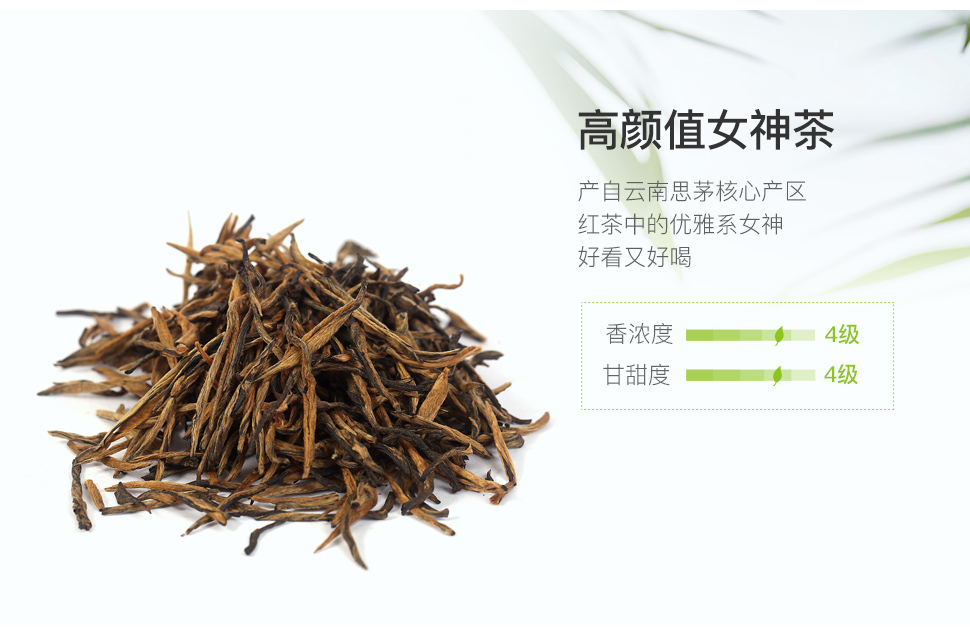 高颜值女神茶
产自云南思茅核心产区
红茶中的优雅系女神
好看又好喝
香浓度 4级
甘甜度 4级